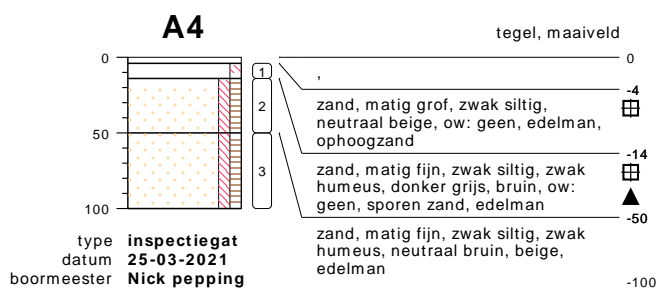 A4
tegel, maaiveld
0
0
,
1
-4
zand, matig grof, zwak siltig,
neutraal beige, ow: geen, edelman,
ophoogzand
2
50
-14
zand, matig fijn, zwak siltig, zwak
humeus, donker grijs, bruin, ow:
geen, sporen zand, edelman
3
-50
100
zand, matig fijn, zwak siltig, zwak
humeus, neutraal bruin, beige,
edelman
-100
type inspectiegat
datum 25-03-2021
boormeester Nick pepping